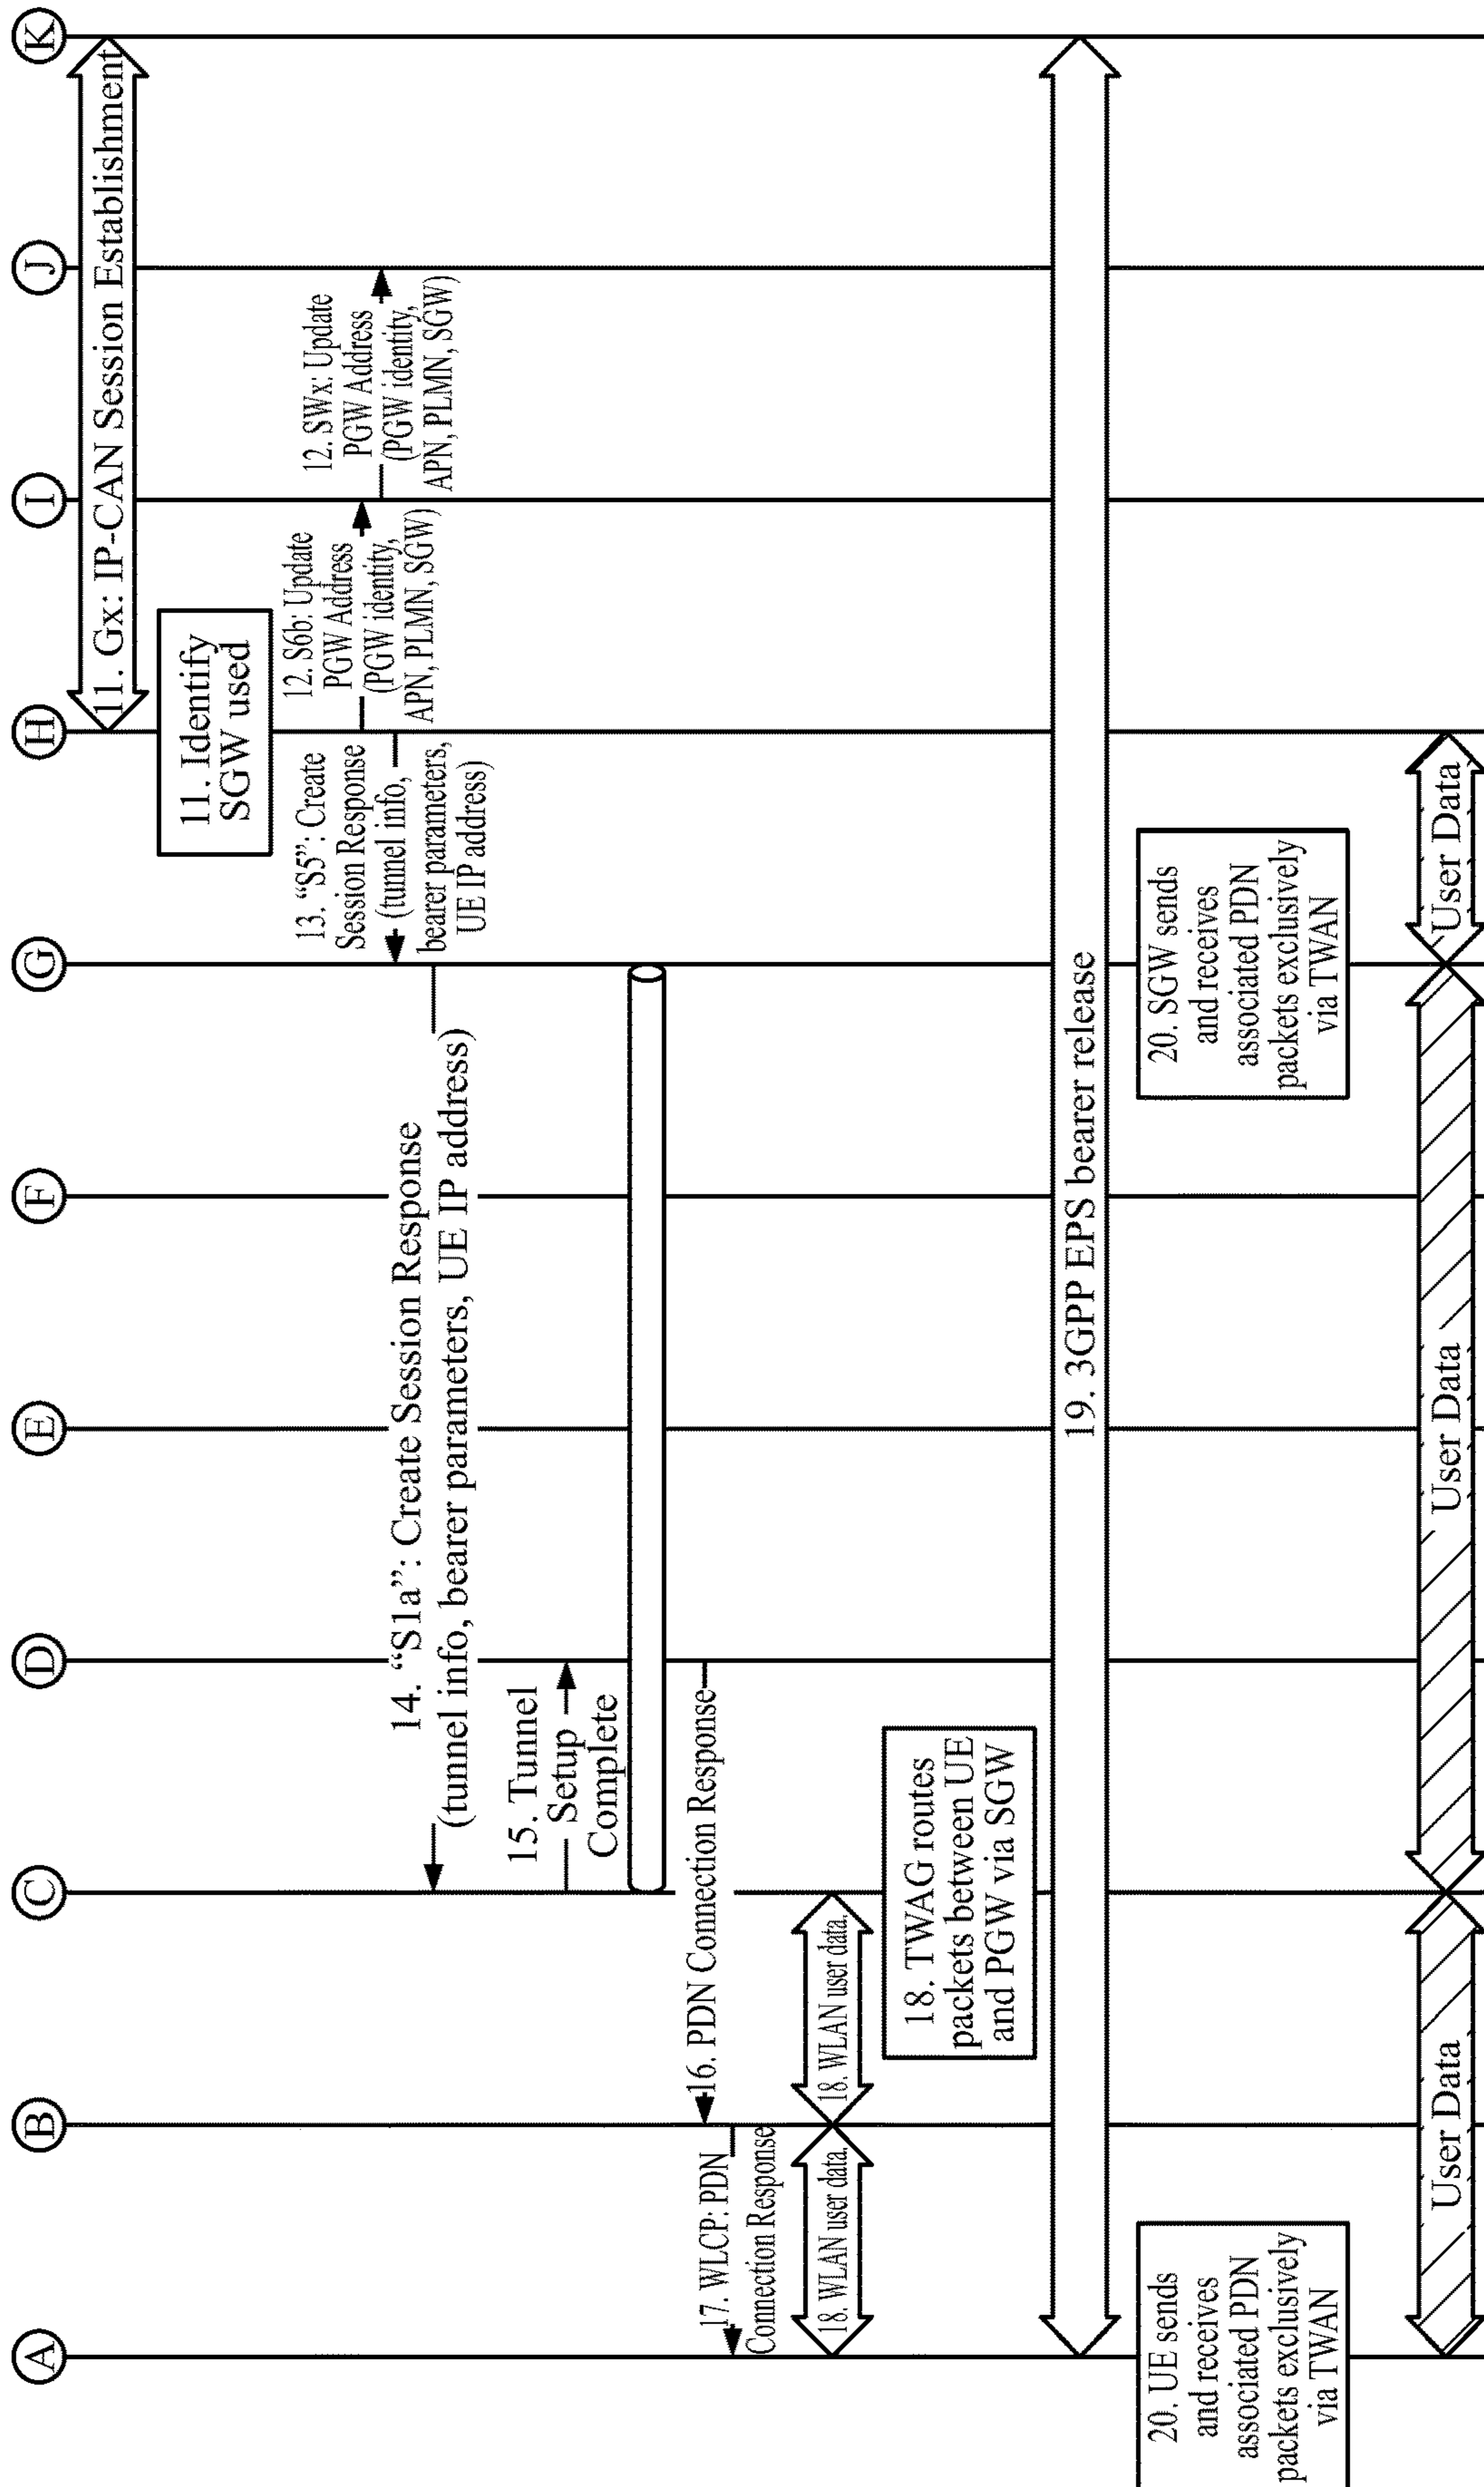 A
B
C
D
E
F
G
H
I
J
K
11. Gx: IP-CAN Session Establishment
11. Identify
SGW used
12. S6b: Update
PGW Address
(PGW identity,
APN, PLMN, SGW)
12. SWx: Update
PGW Address
(PGW identity,
APN, PLMN, SGW)
13. “S5”: Create
Session Response
(tunnel info,
bearer parameters,
UE IP address)
14. “S1a”: Create Session Response
(tunnel info, bearer parameters, UE IP address)
15. Tunnel
Setup
Complete
16. PDN Connection Response
17. WLCP: PDN
Connection Response
18. WLAN user data.
18. WLAN user data.
18. TWAG routes
packets between UE
and PGW via SGW
19. 3GPP EPS bearer release
20. UE sends
and receives
associated PDN
packets exclusively
via TWAN
20. SGW sends
and receives
associated PDN
packets exclusively
via TWAN
User Data
User Data
User Data